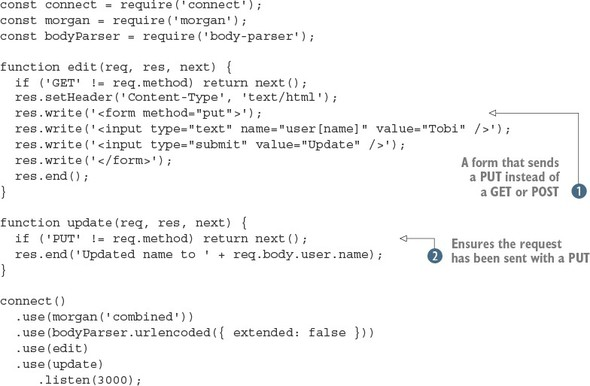 const connect = require('connect');
const morgan = require('morgan');
const bodyParser = require('body-parser');

function edit(req, res, next) {
  if ('GET' != req.method) return next();
  res.setHeader('Content-Type', 'text/html');
  res.write('<form method="put">');
  res.write('<input type="text" name="user[name]" value="Tobi" />');
  res.write('<input type="submit" value="Update" />');
  res.write('</form>');
  res.end();
}
A form that sends
a PUT instead of
a GET or POST 1

function update(req, res, next) {
  if ('PUT' != req.method) return next();
  res.end('Updated name to ' + req.body.user.name);
}
Ensures the request
2 has been sent with a PUT

connect()
  .use(morgan('combined'))
  .use(bodyParser.urlencoded({ extended: false }))
  .use(edit)
  .use(update)
    .listen(3000);